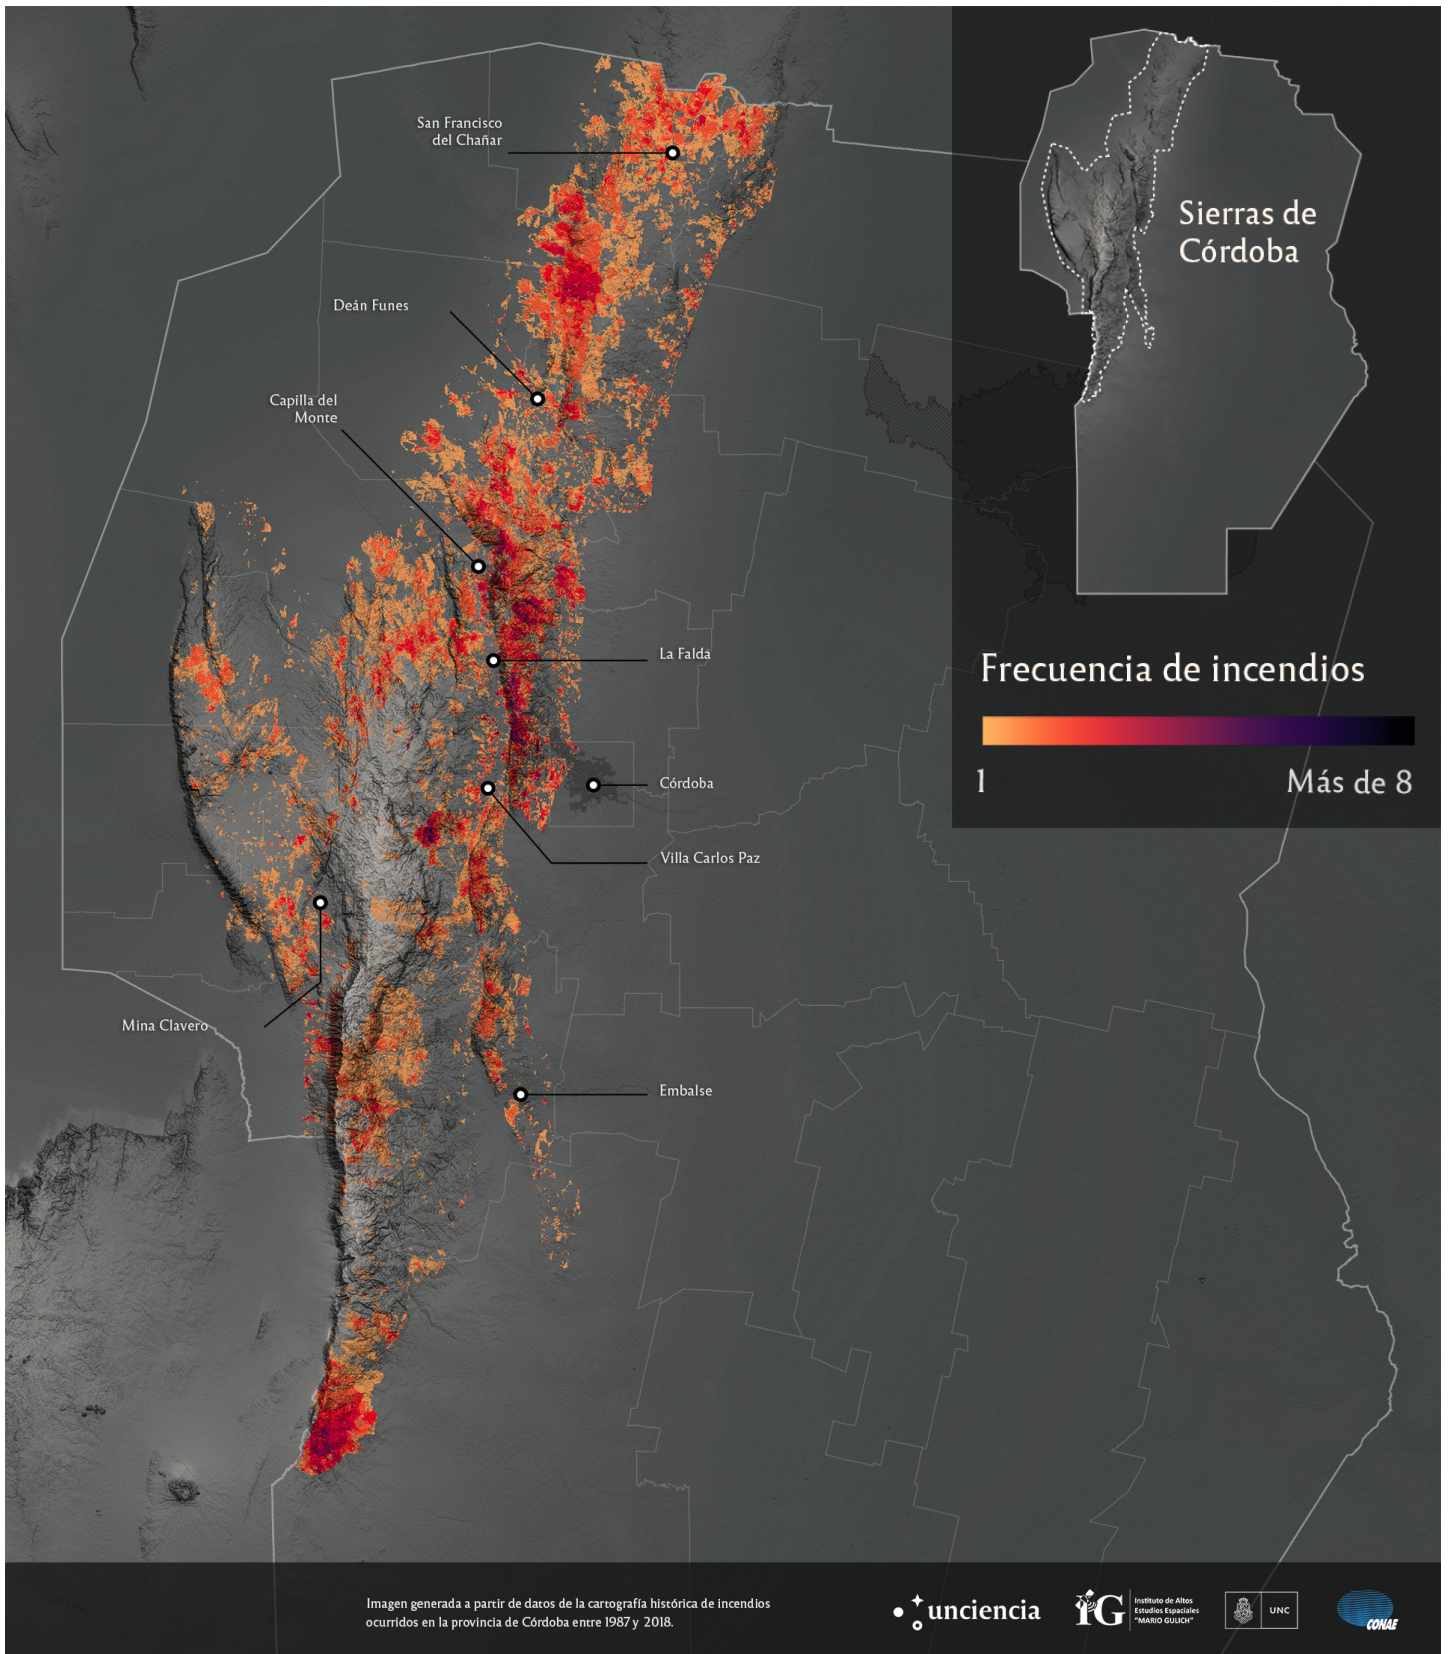 San Francisco
del Chañar
Deán Funes
Capilla del
Monte
La Falda
Córdoba
Villa Carlos Paz
Mina Clavero
Embalse
Sierras de
Córdoba
Frecuencia de incendios
1
Más de 8
Imagen generada a partir de datos de la cartografía histórica de incendios
ocurridos en la provincia de Córdoba entre 1987 y 2018.
unciencia
iG
Instituto de Altos
Estudios Espaciales
"MARIO GULICH"
UNC
CONAE